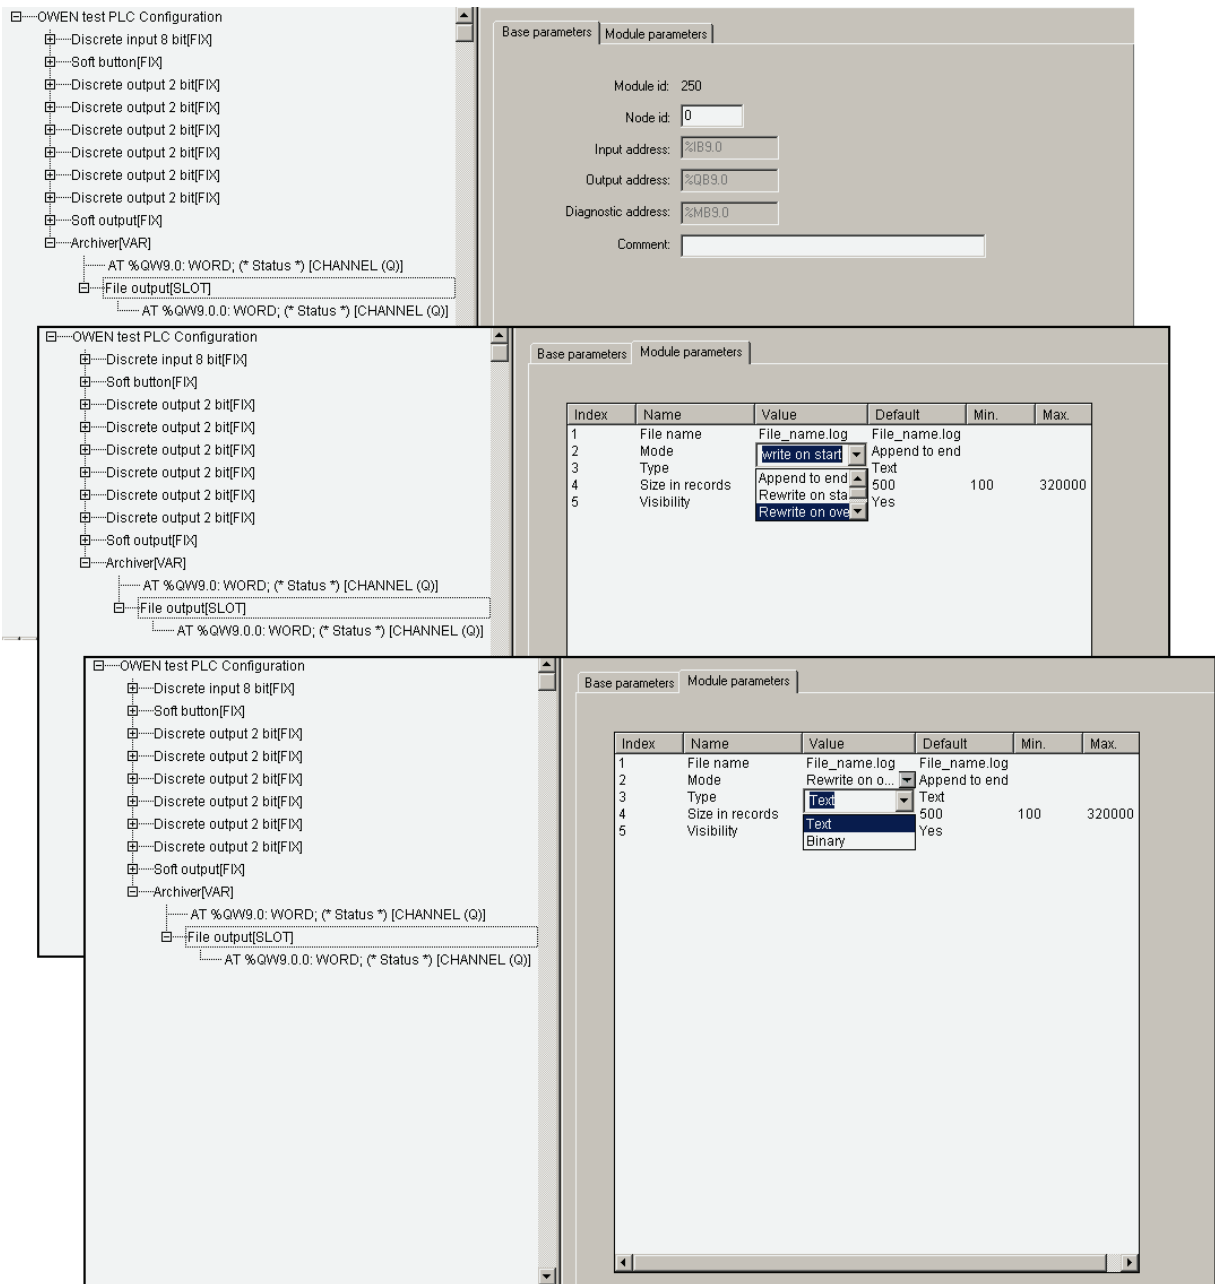 OWEN test PLC Configuration
Discrete input 8 bit[FIX]
Soft button[FIX]
Discrete output 2 bit[FIX]
Discrete output 2 bit[FIX]
Discrete output 2 bit[FIX]
Discrete output 2 bit[FIX]
Discrete output 2 bit[FIX]
Discrete output 2 bit[FIX]
Soft output[FIX]
Archiver[VAR]
AT %QW9.0: WORD; (* Status *) [CHANNEL (Q)]
File output[SLOT]
AT %QW9.0.0: WORD; (* Status *) [CHANNEL (Q)]
Base parameters Module parameters
Module id: 250
Node id: 0
Input address: %IB9.0
Output address: %QB9.0
Diagnostic address: %MB9.0
Comment:
OWEN test PLC Configuration
Discrete input 8 bit[FIX]
Soft button[FIX]
Discrete output 2 bit[FIX]
Discrete output 2 bit[FIX]
Discrete output 2 bit[FIX]
Discrete output 2 bit[FIX]
Discrete output 2 bit[FIX]
Discrete output 2 bit[FIX]
Soft output[FIX]
Archiver[VAR]
AT %QW9.0: WORD; (* Status *) [CHANNEL (Q)]
File output[SLOT]
AT %QW9.0.0: WORD; (* Status *) [CHANNEL (Q)]
Base parameters Module parameters
Index Name Value Default Min. Max.
1 File name File_name.log File_name.log
2 Mode write on start Append to end
3 Type Text
4 Size in records 500 100 320000
5 Visibility Yes
Append to end
Rewrite on sta
Rewrite on ove
OWEN test PLC Configuration
Discrete input 8 bit[FIX]
Soft button[FIX]
Discrete output 2 bit[FIX]
Discrete output 2 bit[FIX]
Discrete output 2 bit[FIX]
Discrete output 2 bit[FIX]
Discrete output 2 bit[FIX]
Discrete output 2 bit[FIX]
Soft output[FIX]
Archiver[VAR]
AT %QW9.0: WORD; (* Status *) [CHANNEL (Q)]
File output[SLOT]
AT %QW9.0.0: WORD; (* Status *) [CHANNEL (Q)]
Base parameters Module parameters
Index Name Value Default Min. Max.
1 File name File_name.log File_name.log
2 Mode Rewrite on o... Append to end
3 Type Text Text
4 Size in records 500 100 320000
5 Visibility Yes
Text
Binary